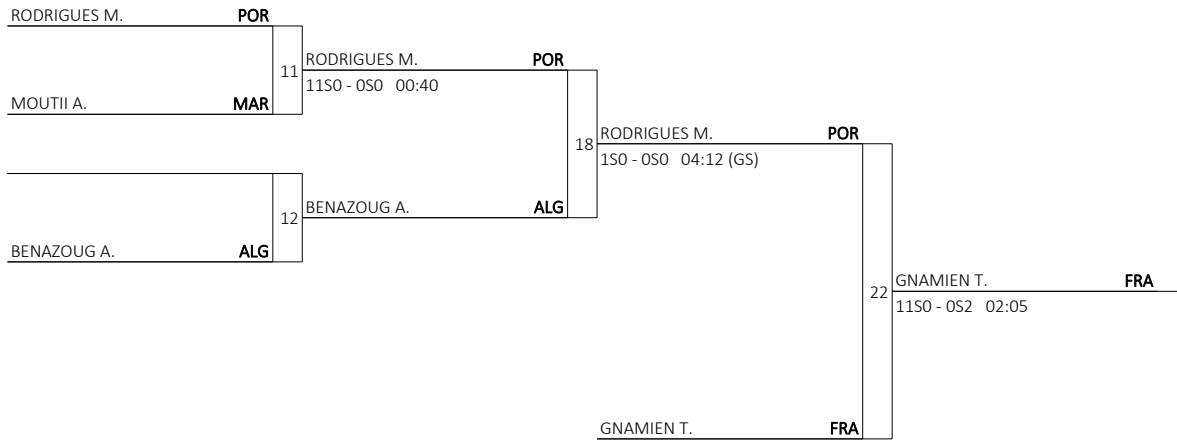 RODRIGUES M. POR
11
RODRIGUES M. POR
11S0 - 0S0 00:40
MOUTII A. MAR
18
RODRIGUES M. POR
1S0 - 0S0 04:12 (GS)
12
BENAZOUG A. ALG
BENAZOUG A. ALG
22
GNAMIEN T. FRA
11S0 - 0S2 02:05
GNAMIEN T. FRA